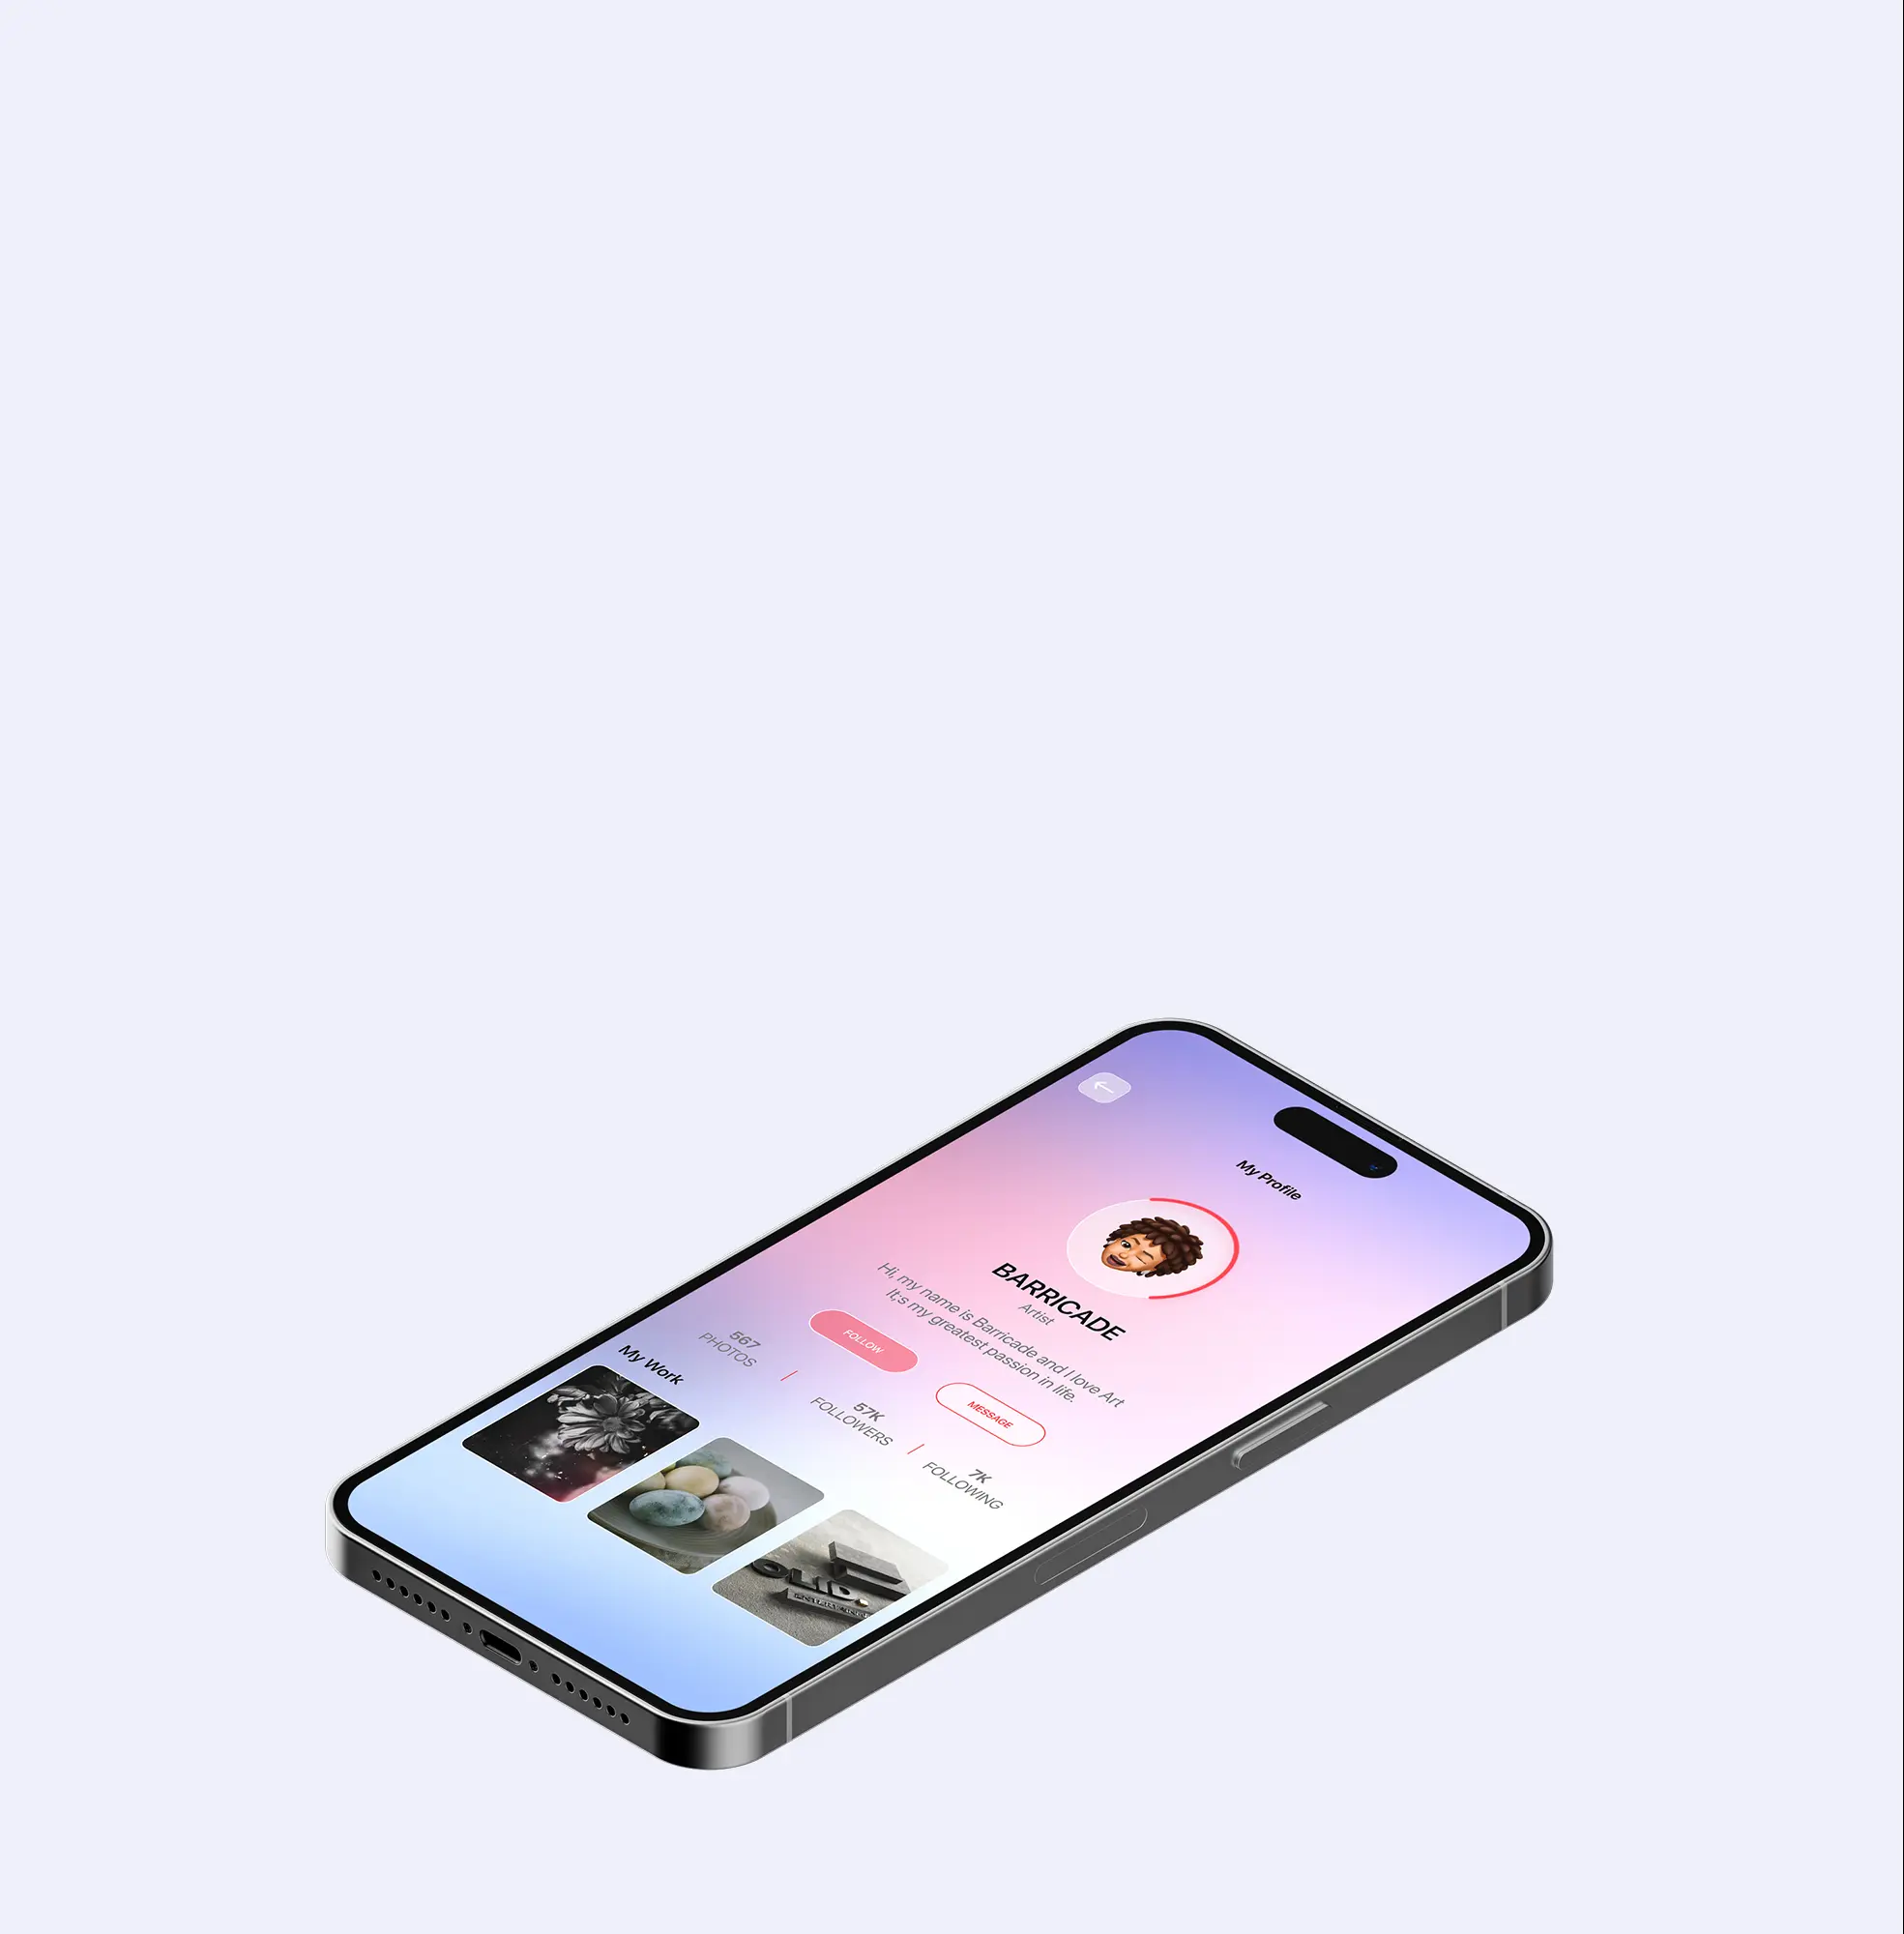 My Profile
BARRICADE
Artist
Hi, my name is Barricade and I love Art
It;s my greatest passion in life.
FOLLOW
MESSAGE
567
PHOTOS
57K
FOLLOWERS
7K
FOLLOWING
My Work
OLID.